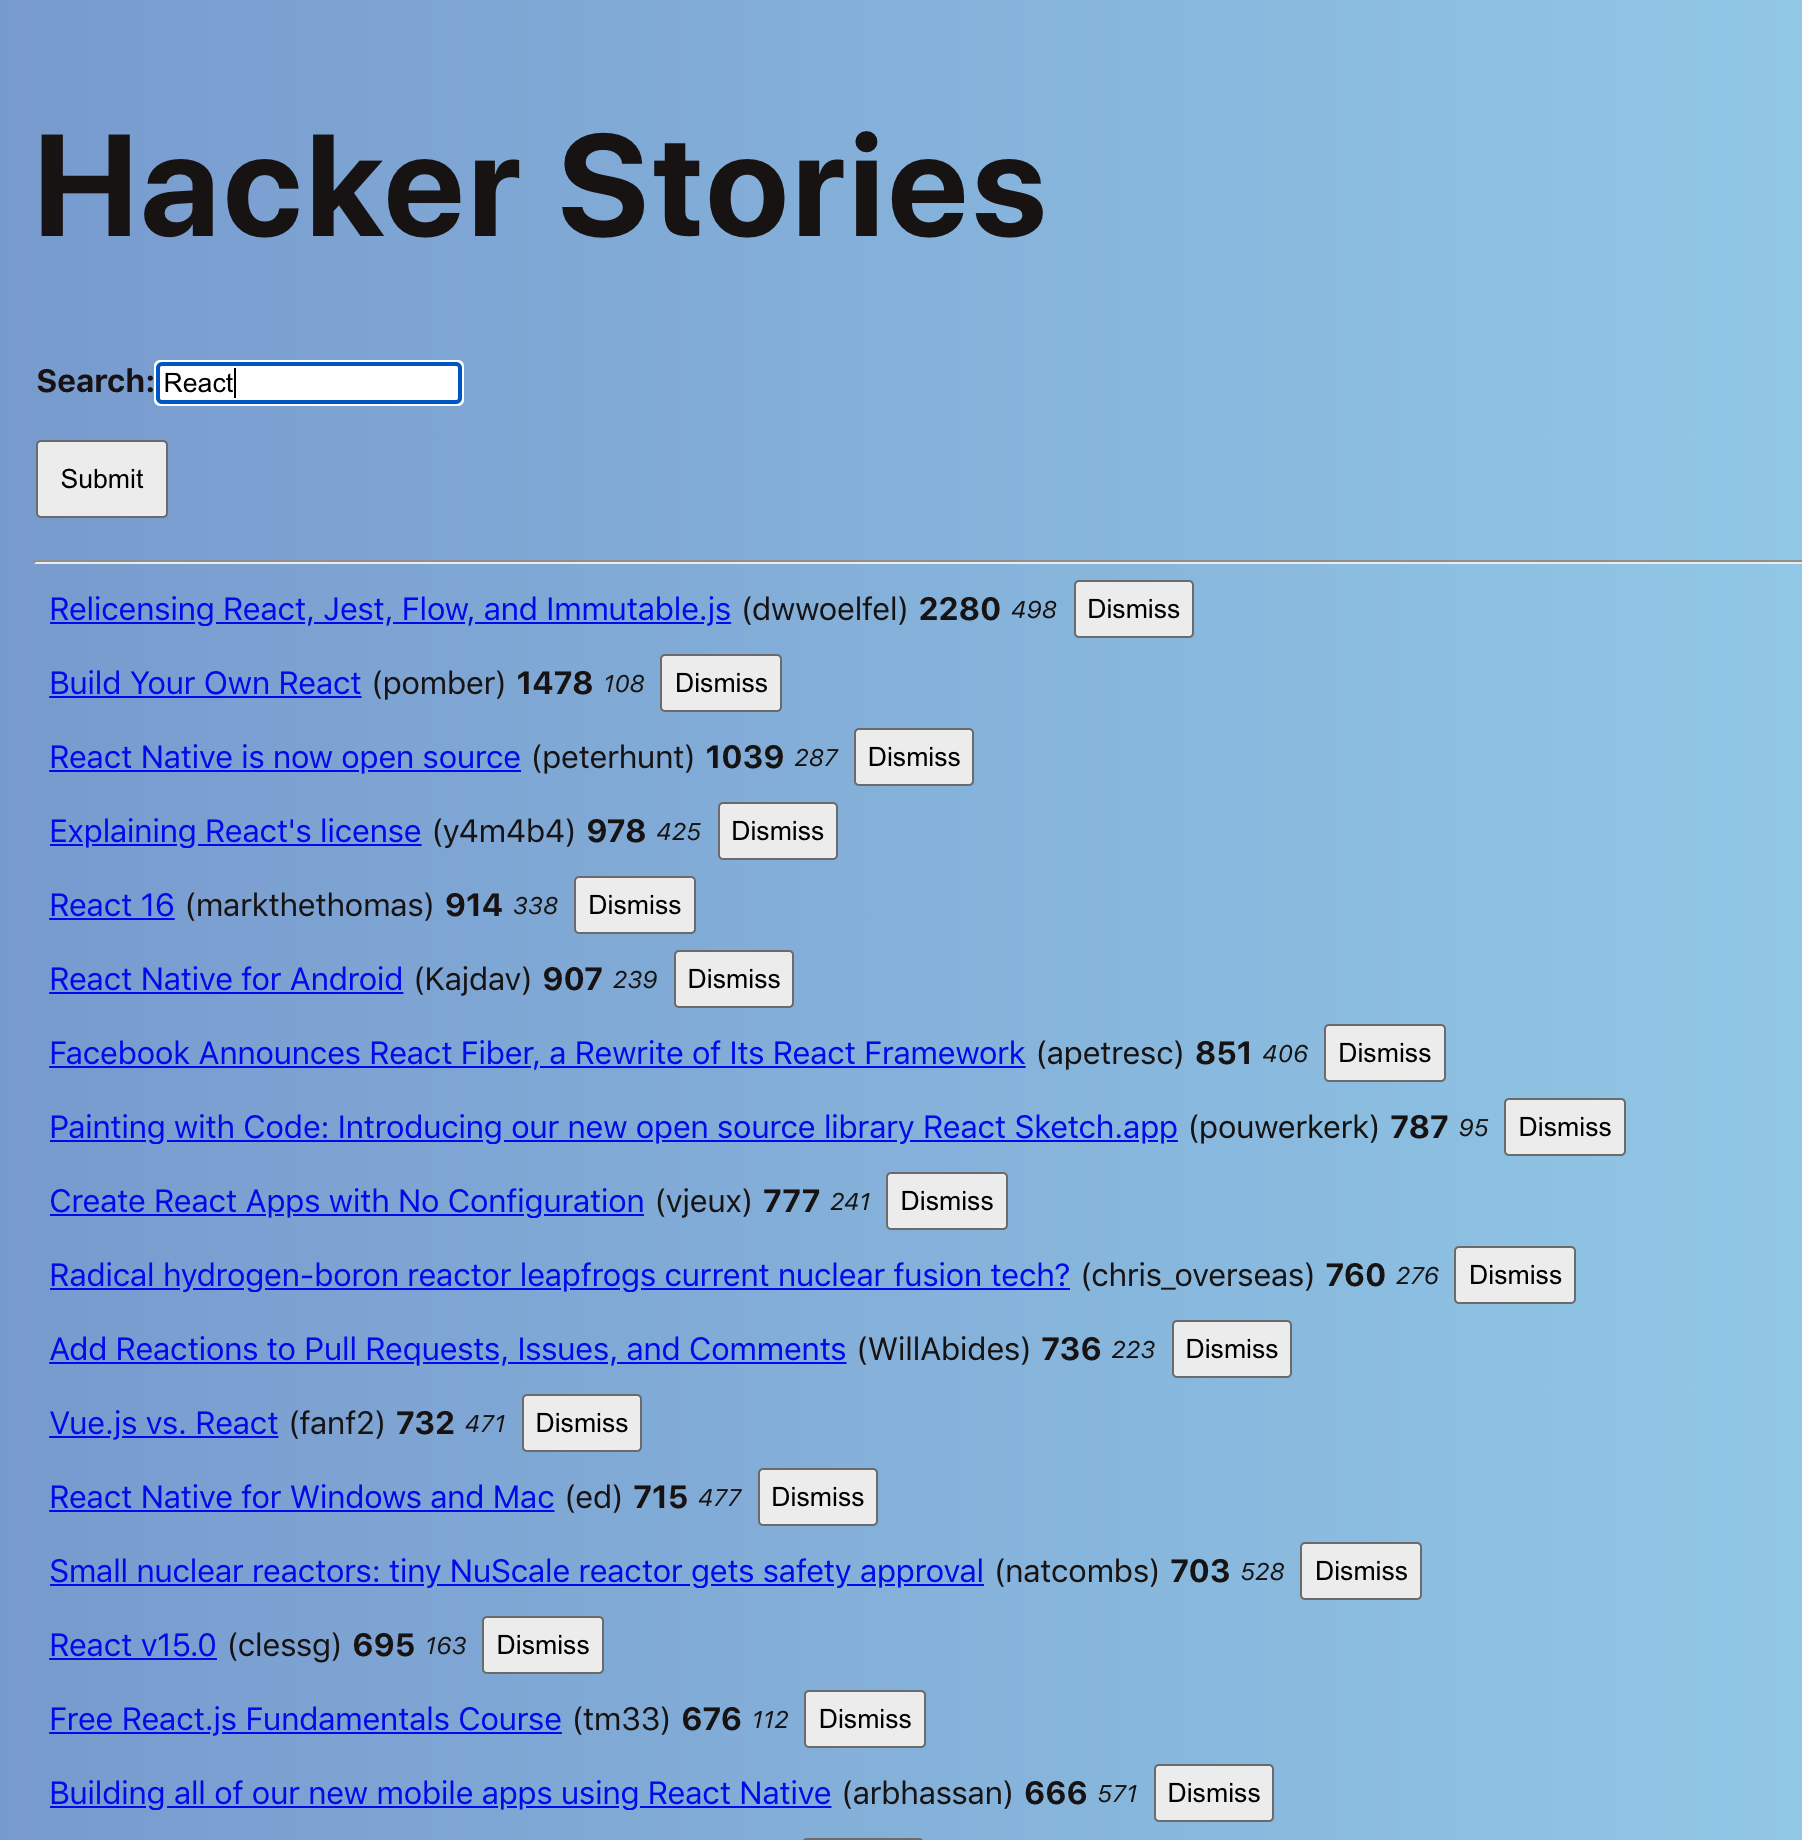 Hacker Stories
Search: React
Submit
Relicensing React, Jest, Flow, and Immutable.js (dwwoelfel) 2280 498 Dismiss
Build Your Own React (pomber) 1478 108 Dismiss
React Native is now open source (peterhunt) 1039 287 Dismiss
Explaining React's license (y4m4b4) 978 425 Dismiss
React 16 (markthethomas) 914 338 Dismiss
React Native for Android (Kajdav) 907 239 Dismiss
Facebook Announces React Fiber, a Rewrite of Its React Framework (apetresc) 851 406 Dismiss
Painting with Code: Introducing our new open source library React Sketch.app (pouwerkerk) 787 95 Dismiss
Create React Apps with No Configuration (vjeux) 777 241 Dismiss
Radical hydrogen-boron reactor leapfrogs current nuclear fusion tech? (chris_overseas) 760 276 Dismiss
Add Reactions to Pull Requests, Issues, and Comments (WillAbides) 736 223 Dismiss
Vue.js vs. React (fanf2) 732 471 Dismiss
React Native for Windows and Mac (ed) 715 477 Dismiss
Small nuclear reactors: tiny NuScale reactor gets safety approval (natcombs) 703 528 Dismiss
React v15.0 (clessg) 695 163 Dismiss
Free React.js Fundamentals Course (tm33) 676 112 Dismiss
Building all of our new mobile apps using React Native (arbhassan) 666 571 Dismiss